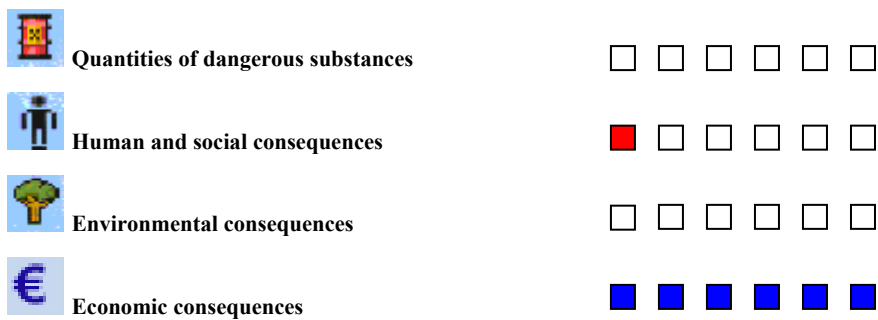 Quantities of dangerous substances
Human and social consequences
Environmental consequences
€
Economic consequences